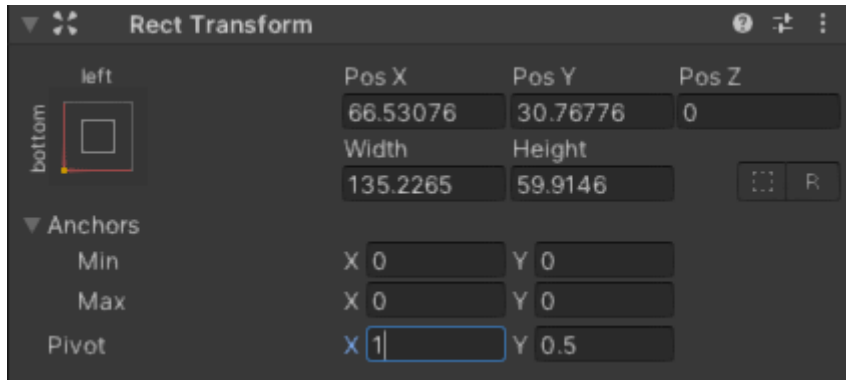 Rect Transform
left
bottom
Pos X Pos Y Pos Z
66.53076 30.76776 0
Width Height
135.2265 59.9146 R
Anchors
Min X 0 Y 0
Max X 0 Y 0
Pivot X 1 Y 0.5